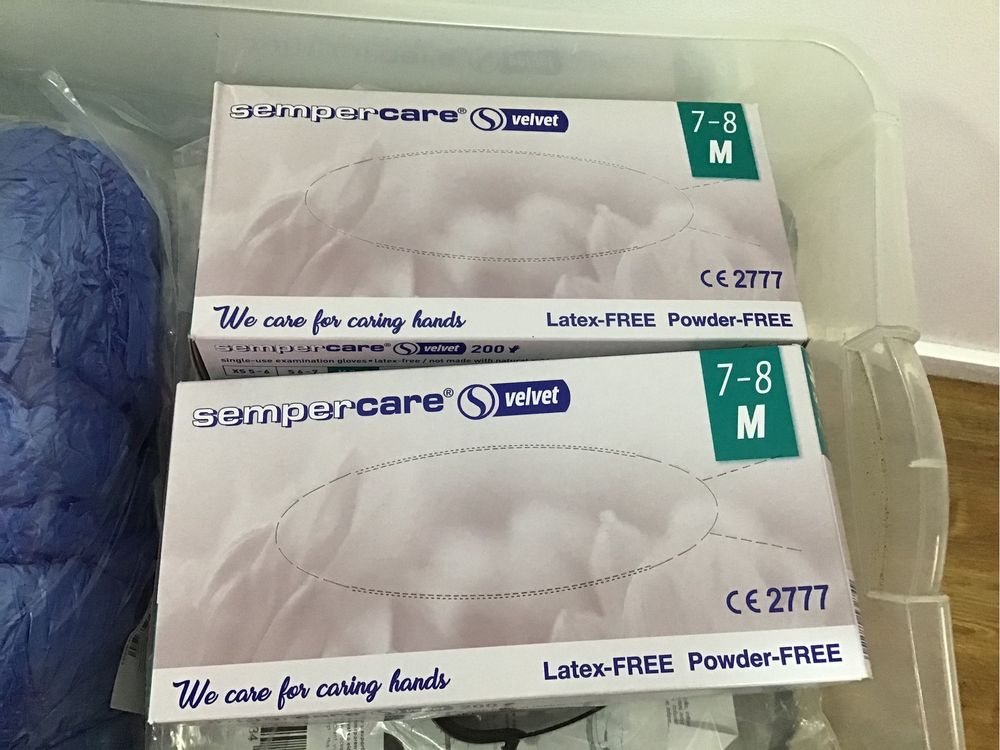 sempercare® velvet
7-8
M
CE 2777
We care for caring hands
Latex-FREE Powder-FREE
sempercare® velvet 200
single-use examination gloves • latex-free / not made with natural
XS 5-6 S 6-7
sempercare® velvet
7-8
M
CE 2777
We care for caring hands
Latex-FREE Powder-FREE